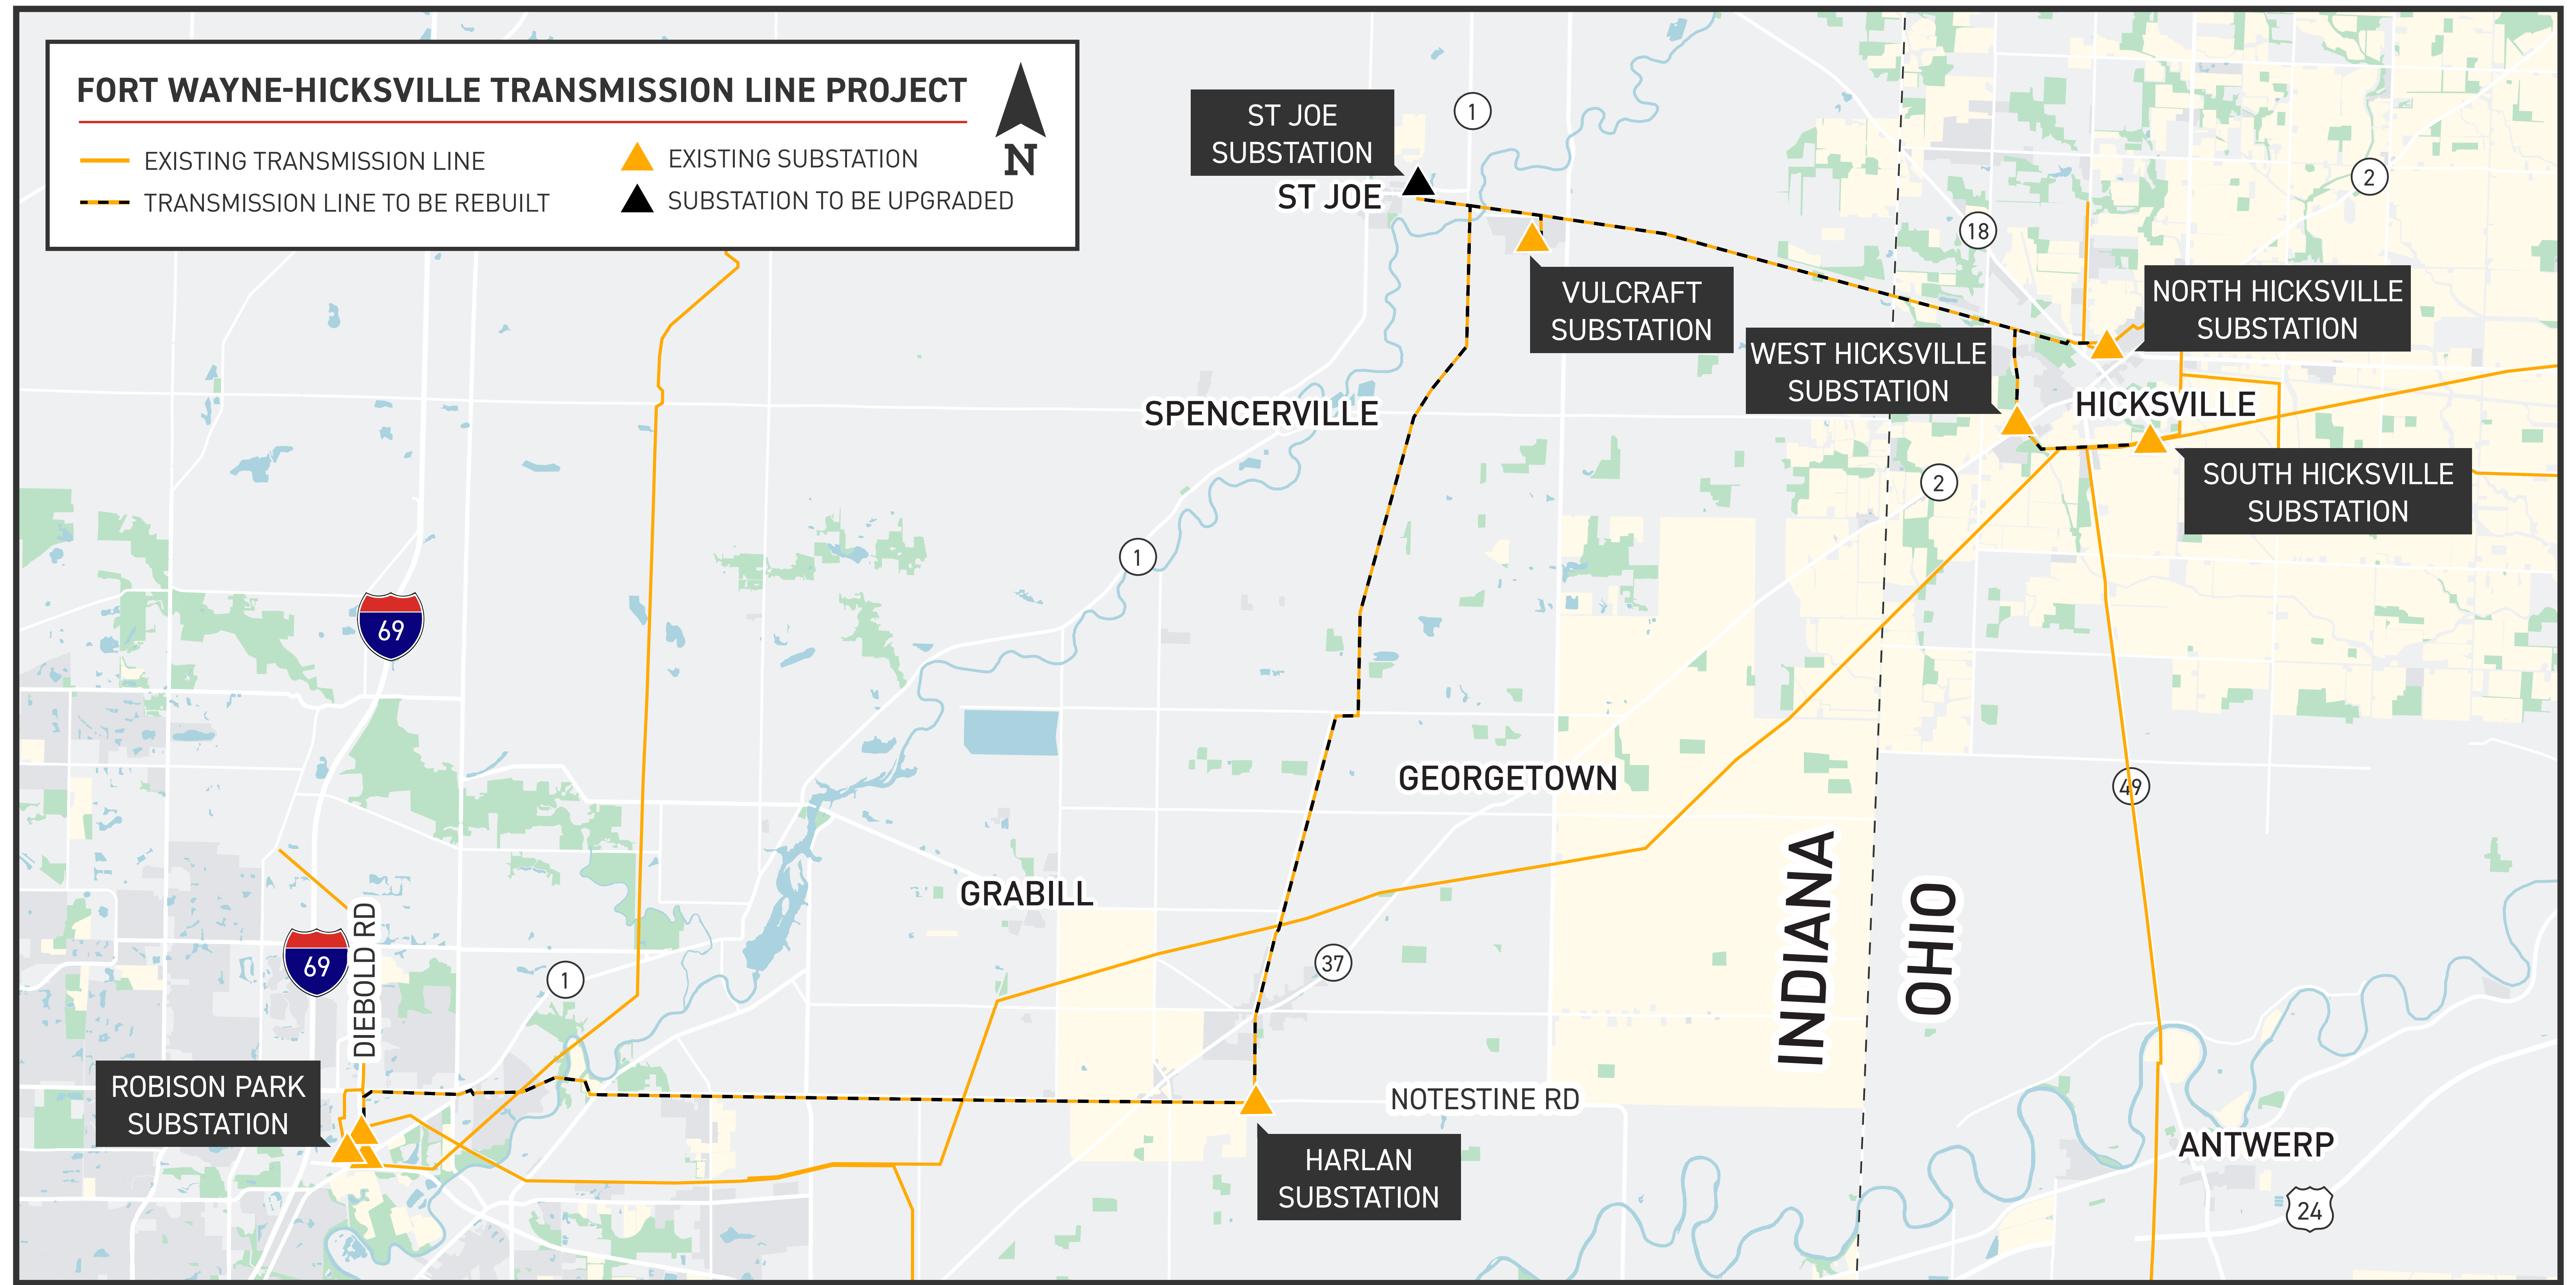 FORT WAYNE-HICKSVILLE TRANSMISSION LINE PROJECT
EXISTING TRANSMISSION LINE
TRANSMISSION LINE TO BE REBUILT
EXISTING SUBSTATION
SUBSTATION TO BE UPGRADED
N
ST JOE
SUBSTATION
1
ST JOE
2
18
VULCRAFT
SUBSTATION
NORTH HICKSVILLE
SUBSTATION
WEST HICKSVILLE
SUBSTATION
HICKSVILLE
SPENCERVILLE
SOUTH HICKSVILLE
SUBSTATION
2
1
69
GEORGETOWN
49
GRABILL
INDIANA
OHIO
69
DIEBOLD RD
1
37
ROBISON PARK
SUBSTATION
NOTESTINE RD
HARLAN
SUBSTATION
ANTWERP
24